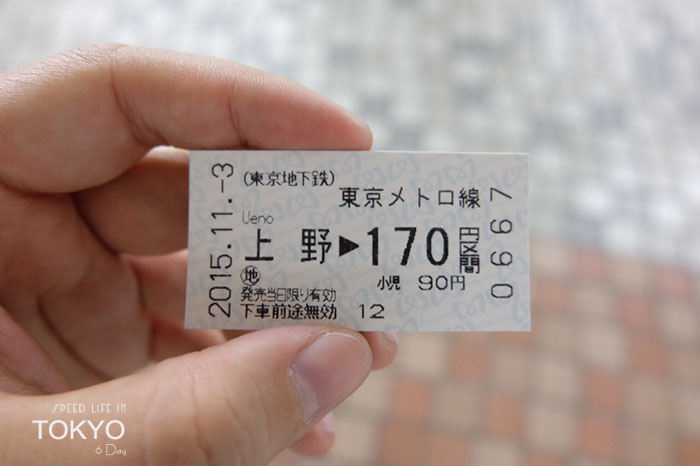 2015.11.-3
(東京地下鉄)
東京メトロ線
Ueno
上野▶170円区間
小児 90円
地
発売当日限り有効
下車前途無効 12
0667
SPEED LIFE IN
TOKYO
6 Day